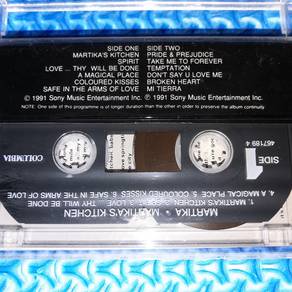 SIDE ONE SIDE TWO
MARTIKA'S KITCHEN PRIDE & PREJUDICE
SPIRIT TAKE ME TO FOREVER
LOVE ... THY WILL BE DONE TEMPTATION
A MAGICAL PLACE DON'T SAY U LOVE ME
COLOURED KISSES BROKEN HEART
SAFE IN THE ARMS OF LOVE MI TIERRA
℗ 1991 Sony Music Entertainment Inc. © 1991 Sony Music Entertainment Inc.
NOTE: One side of this programme is of longer duration than the other in order to preserve the album continuity
COLUMBIA
SIDE 1
467189 4
MARTIKA - MARTIKA'S KITCHEN
1. MARTIKA'S KITCHEN 2. SPIRIT 3. LOVE ... THY WILL BE DONE
4. A MAGICAL PLACE 5. COLOURED KISSES 6. SAFE IN THE ARMS OF LOVE